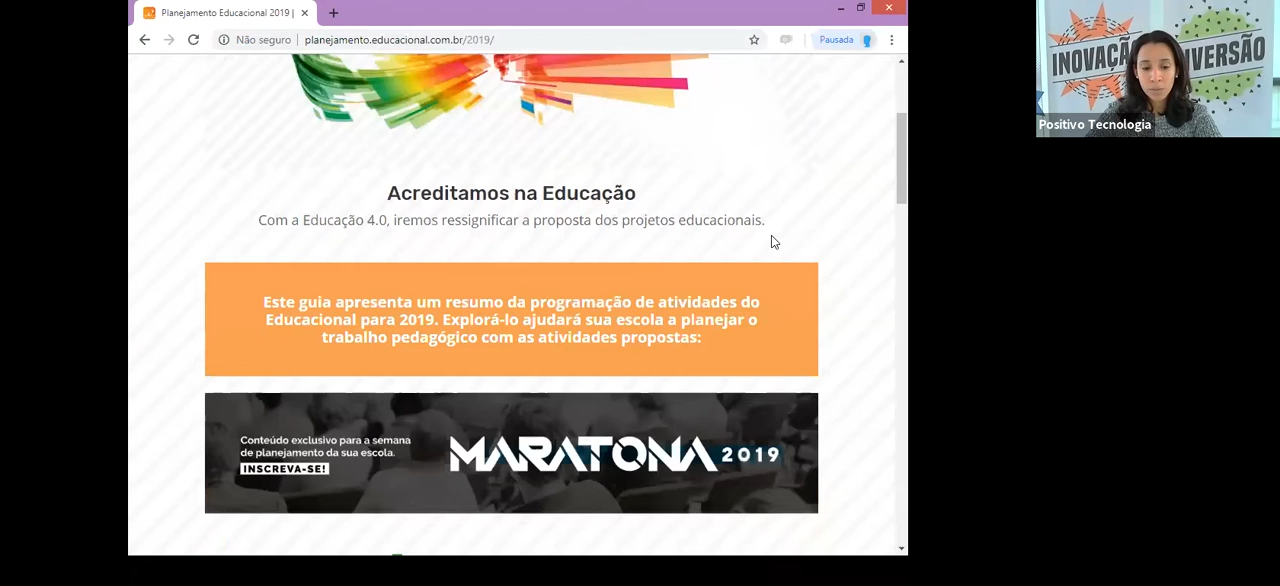 Planejamento Educacional 2019 |
Não seguro
planejamento.educacional.com.br/2019/
Pausada
INOVAÇÃ
IVERSÃO
Positivo Tecnologia
Acreditamos na Educação
Com a Educação 4.0, iremos ressignificar a proposta dos projetos educacionais.
Este guia apresenta um resumo da programação de atividades do
Educacional para 2019. Explorá-lo ajudará sua escola a planejar o
trabalho pedagógico com as atividades propostas:
Conteúdo exclusivo para a semana
de planejamento da sua escola.
INSCREVA-SE!
MARATONA 2019